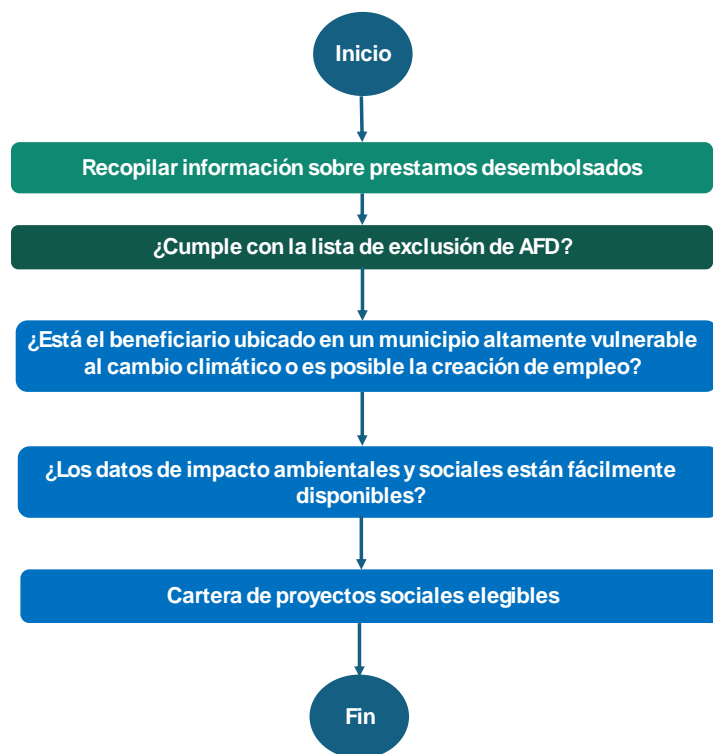 Inicio
Recopilar información sobre prestamos desembolsados
¿Cumple con la lista de exclusión de AFD?
¿Está el beneficiario ubicado en un municipio altamente vulnerable
al cambio climático o es posible la creación de empleo?
¿Los datos de impacto ambientales y sociales están fácilmente
disponibles?
Cartera de proyectos sociales elegibles
Fin